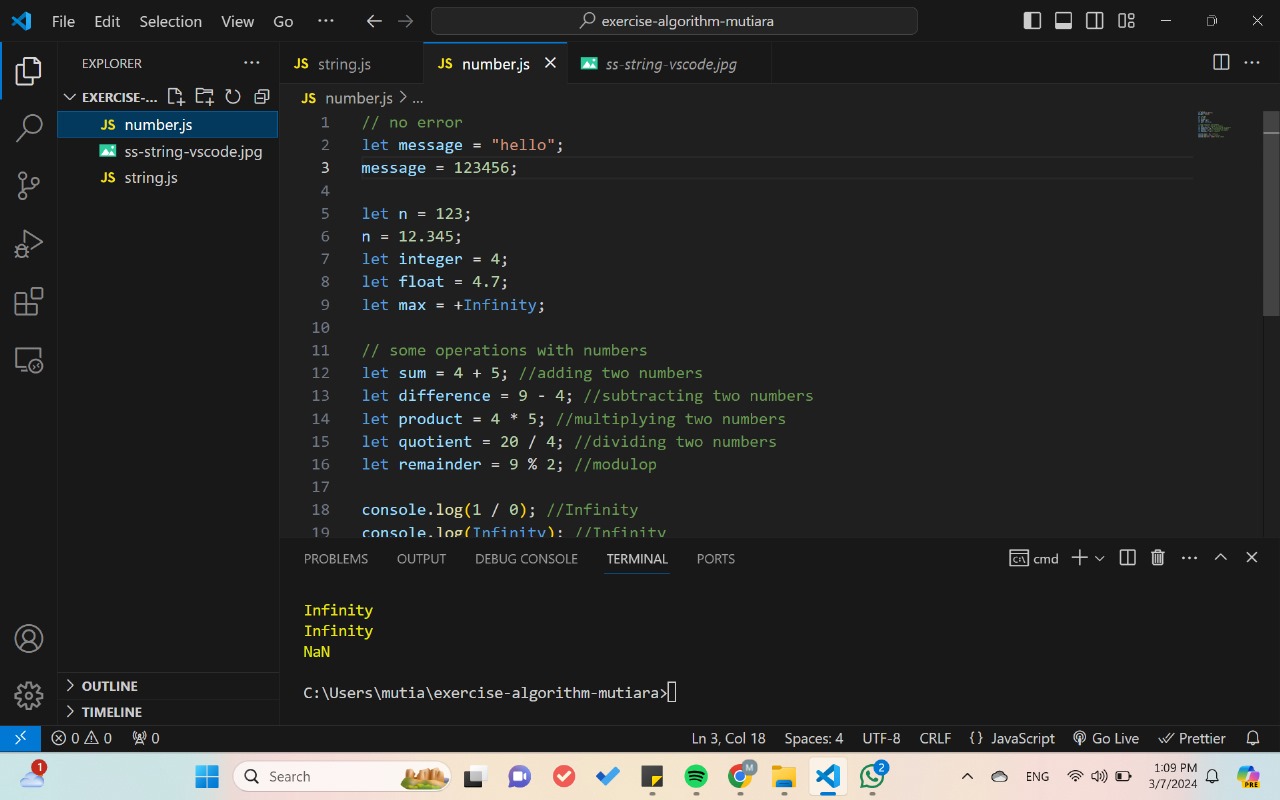 File Edit Selection View Go ··· exercise-algorithm-mutiara
EXPLORER ···
EXERCISE-...
JS number.js
ss-string-vscode.jpg
JS string.js
OUTLINE
TIMELINE
JS string.js JS number.js ss-string-vscode.jpg ···
JS number.js > ...
1 // no error
2 let message = "hello";
3 message = 123456;
4
5 let n = 123;
6 n = 12.345;
7 let integer = 4;
8 let float = 4.7;
9 let max = +Infinity;
10
11 // some operations with numbers
12 let sum = 4 + 5; //adding two numbers
13 let difference = 9 - 4; //subtracting two numbers
14 let product = 4 * 5; //multiplying two numbers
15 let quotient = 20 / 4; //dividing two numbers
16 let remainder = 9 % 2; //modulop
17
18 console.log(1 / 0); //Infinity
19 console.log(Infinity); //Infinity
PROBLEMS OUTPUT DEBUG CONSOLE TERMINAL PORTS cmd ···
Infinity
Infinity
NaN
C:\Users\mutia\exercise-algorithm-mutiara>
0 0 0 Ln 3, Col 18 Spaces: 4 UTF-8 CRLF {} JavaScript Go Live Prettier
1 Search M 2 ENG 1:09 PM PRE
3/7/2024